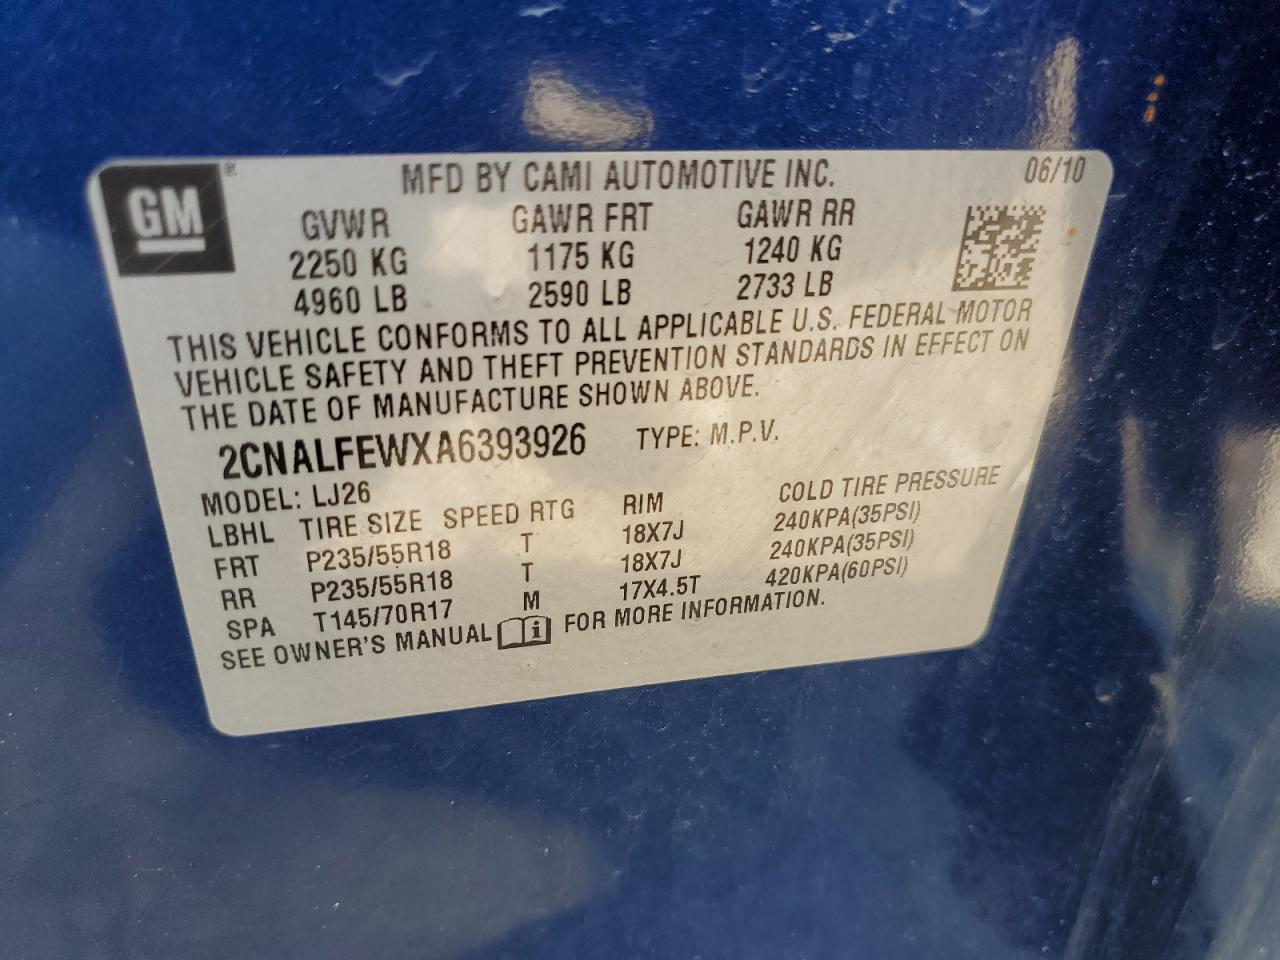 GM ®
MFD BY CAMI AUTOMOTIVE INC. 06/10
GVWR GAWR FRT GAWR RR
2250 KG 1175 KG 1240 KG
4960 LB 2590 LB 2733 LB
THIS VEHICLE CONFORMS TO ALL APPLICABLE U.S. FEDERAL MOTOR
VEHICLE SAFETY AND THEFT PREVENTION STANDARDS IN EFFECT ON
THE DATE OF MANUFACTURE SHOWN ABOVE.
2CNALFEWXA6393926 TYPE: M.P.V.
MODEL: LJ26
LBHL TIRE SIZE SPEED RTG RIM COLD TIRE PRESSURE
FRT P235/55R18 T 18X7J 240KPA(35PSI)
RR P235/55R18 T 18X7J 240KPA(35PSI)
SPA T145/70R17 M 17X4.5T 420KPA(60PSI)
SEE OWNER'S MANUAL i FOR MORE INFORMATION.